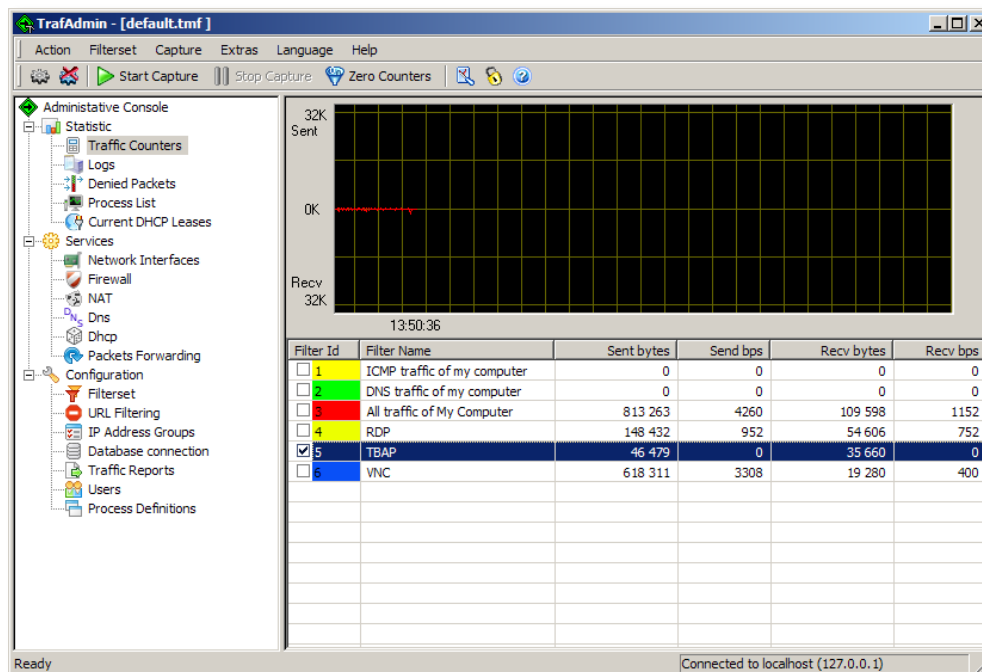 TrafAdmin - [default.tmf ]
Action Filterset Capture Extras Language Help
Start Capture Stop Capture Zero Counters
Administative Console
Statistic
Traffic Counters
Logs
Denied Packets
Process List
Current DHCP Leases
Services
Network Interfaces
Firewall
NAT
DNS Dns
Dhcp
Packets Forwarding
Configuration
Filterset
URL Filtering
IP Address Groups
Database connection
Traffic Reports
Users
Process Definitions
32K
Sent
0K
Recv
32K
13:50:36
Filter Id Filter Name Sent bytes Send bps Recv bytes Recv bps
1 ICMP traffic of my computer 0 0 0 0
2 DNS traffic of my computer 0 0 0 0
3 All traffic of My Computer 813 263 4260 109 598 1152
4 RDP 148 432 952 54 606 752
5 TBAP 46 479 0 35 660 0
6 VNC 618 311 3308 19 280 400
Ready Connected to localhost (127.0.0.1)